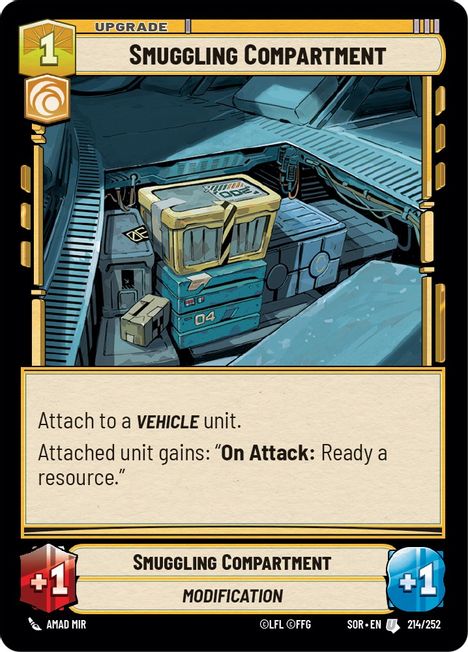 UPGRADE
1
SMUGGLING COMPARTMENT
002
04
Attach to a VEHICLE unit.
Attached unit gains: “On Attack: Ready a
resource.”
+1
SMUGGLING COMPARTMENT
+1
MODIFICATION
AMAD MIR
©LFL ©FFG
SOR • EN
U
214/252